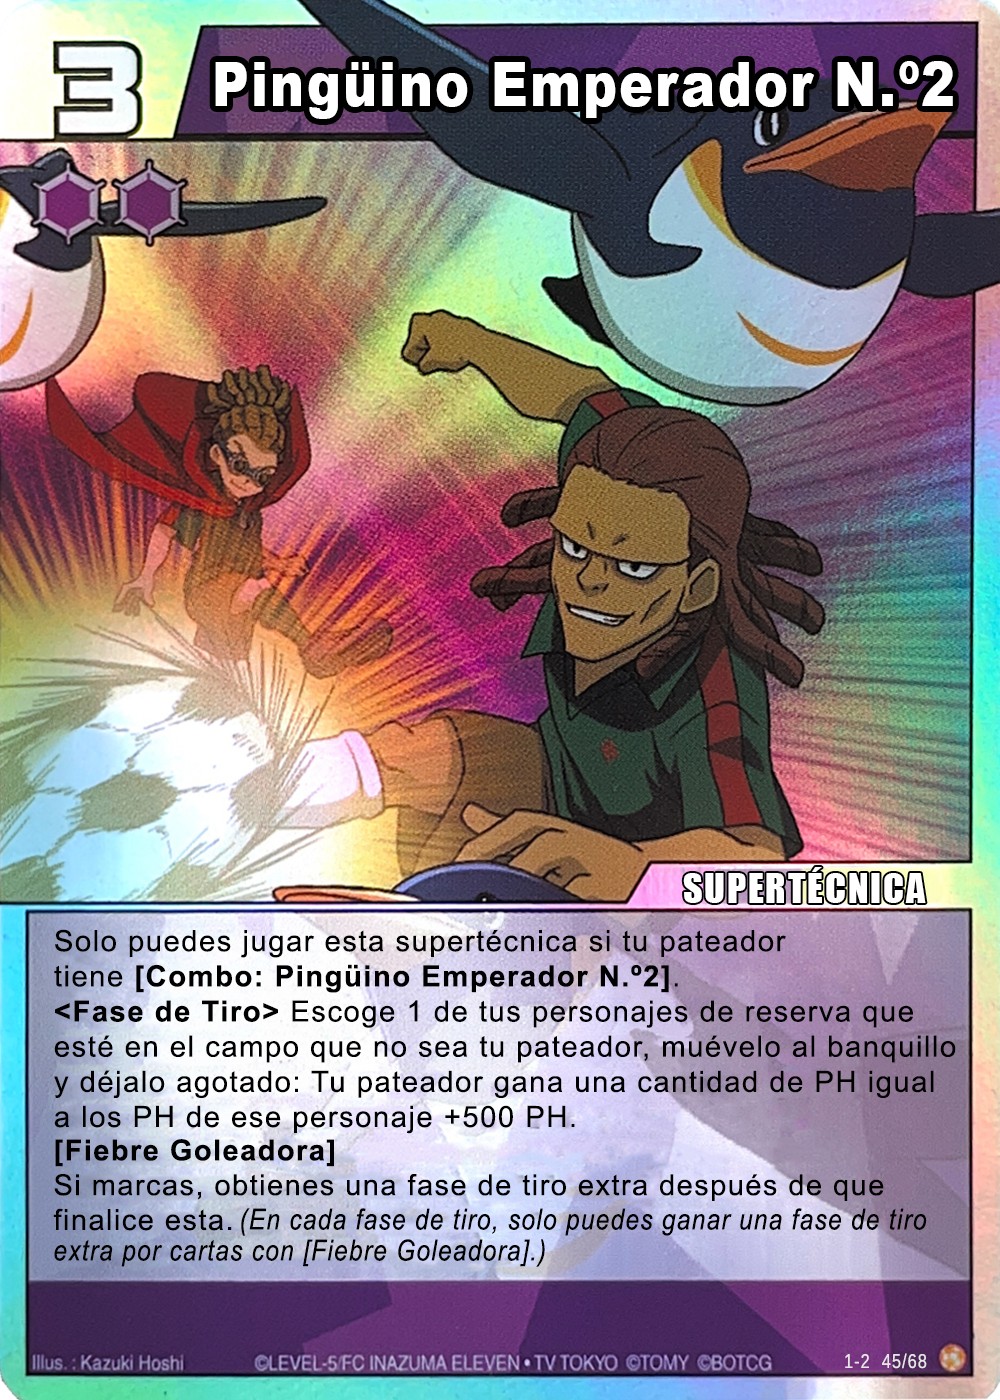 3
Pingüino Emperador N.º2
SUPERTÉCNICA
Solo puedes jugar esta supertécnica si tu pateador
tiene [Combo: Pingüino Emperador N.º2].
<Fase de Tiro> Escoge 1 de tus personajes de reserva que
esté en el campo que no sea tu pateador, muévelo al banquillo
y déjalo agotado: Tu pateador gana una cantidad de PH igual
a los PH de ese personaje +500 PH.
[Fiebre Goleadora]
Si marcas, obtienes una fase de tiro extra después de que
finalice esta. (En cada fase de tiro, solo puedes ganar una fase de tiro
extra por cartas con [Fiebre Goleadora].)
Illus. : Kazuki Hoshi ©LEVEL-5/FC INAZUMA ELEVEN • TV TOKYO ©TOMY ©BOTCG 1-2 45/68